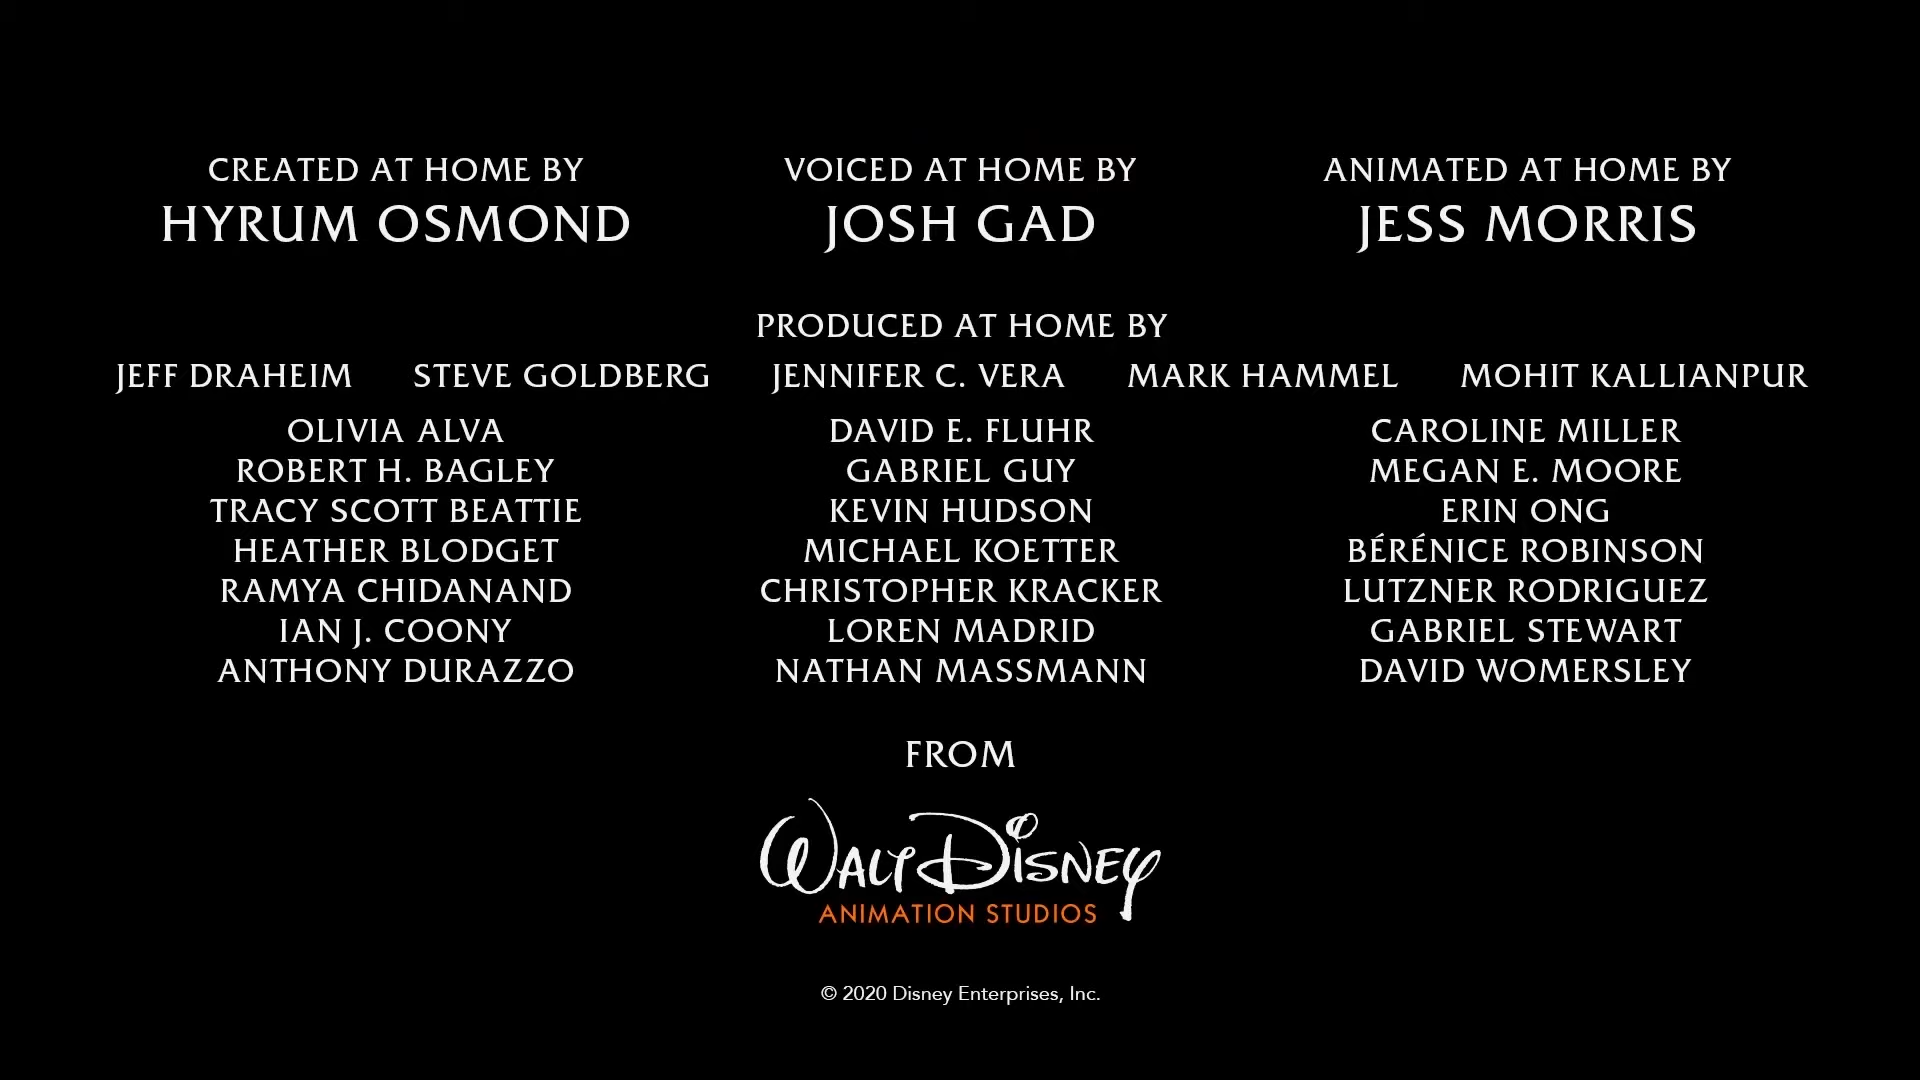 CREATED AT HOME BY
HYRUM OSMOND
VOICED AT HOME BY
JOSH GAD
ANIMATED AT HOME BY
JESS MORRIS
PRODUCED AT HOME BY
JEFF DRAHEIM STEVE GOLDBERG JENNIFER C. VERA MARK HAMMEL MOHIT KALLIANPUR
OLIVIA ALVA
ROBERT H. BAGLEY
TRACY SCOTT BEATTIE
HEATHER BLODGET
RAMYA CHIDANAND
IAN J. COONY
ANTHONY DURAZZO
DAVID E. FLUHR
GABRIEL GUY
KEVIN HUDSON
MICHAEL KOETTER
CHRISTOPHER KRACKER
LOREN MADRID
NATHAN MASSMANN
CAROLINE MILLER
MEGAN E. MOORE
ERIN ONG
BÉRÉNICE ROBINSON
LUTZNER RODRIGUEZ
GABRIEL STEWART
DAVID WOMERSLEY
FROM
WALT DISNEY
ANIMATION STUDIOS
© 2020 Disney Enterprises, Inc.